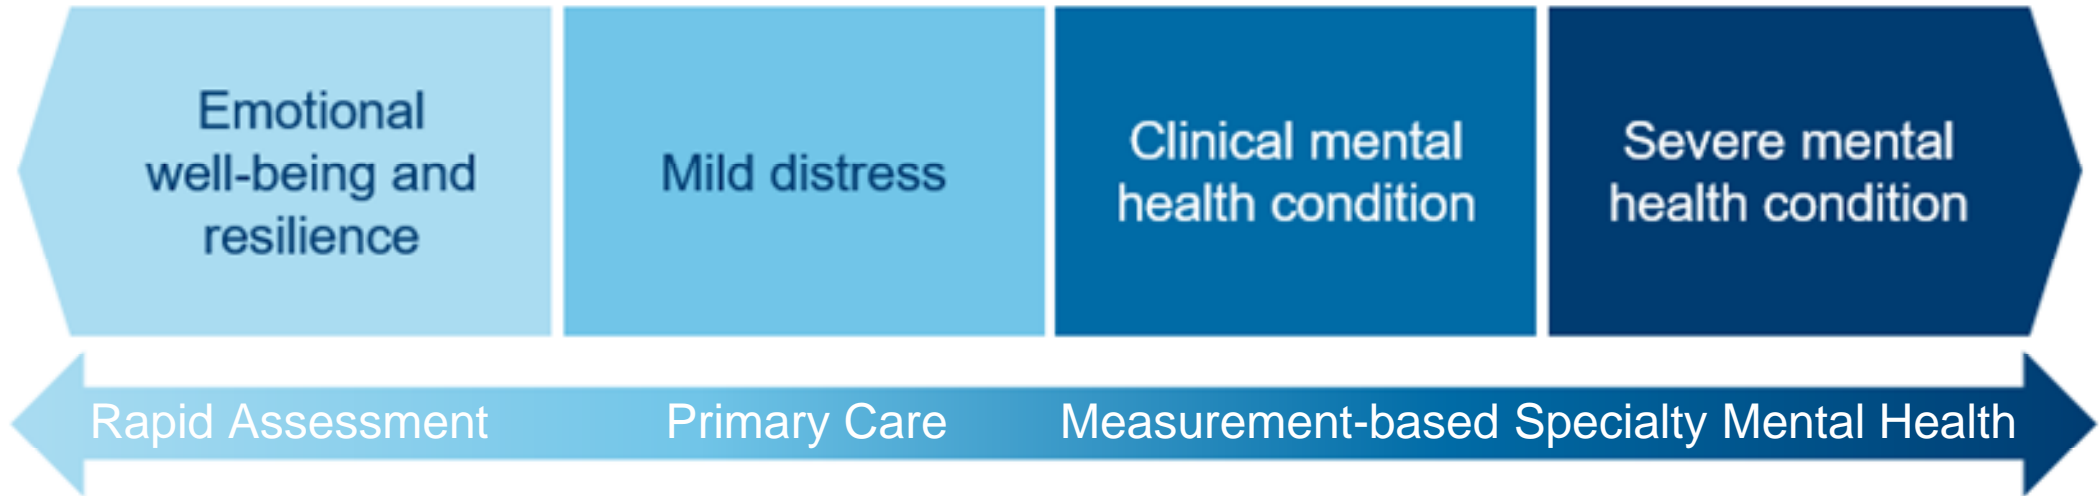 Emotional
well-being and
resilience
Mild distress
Clinical mental
health condition
Severe mental
health condition
Rapid Assessment
Primary Care
Measurement-based Specialty Mental Health